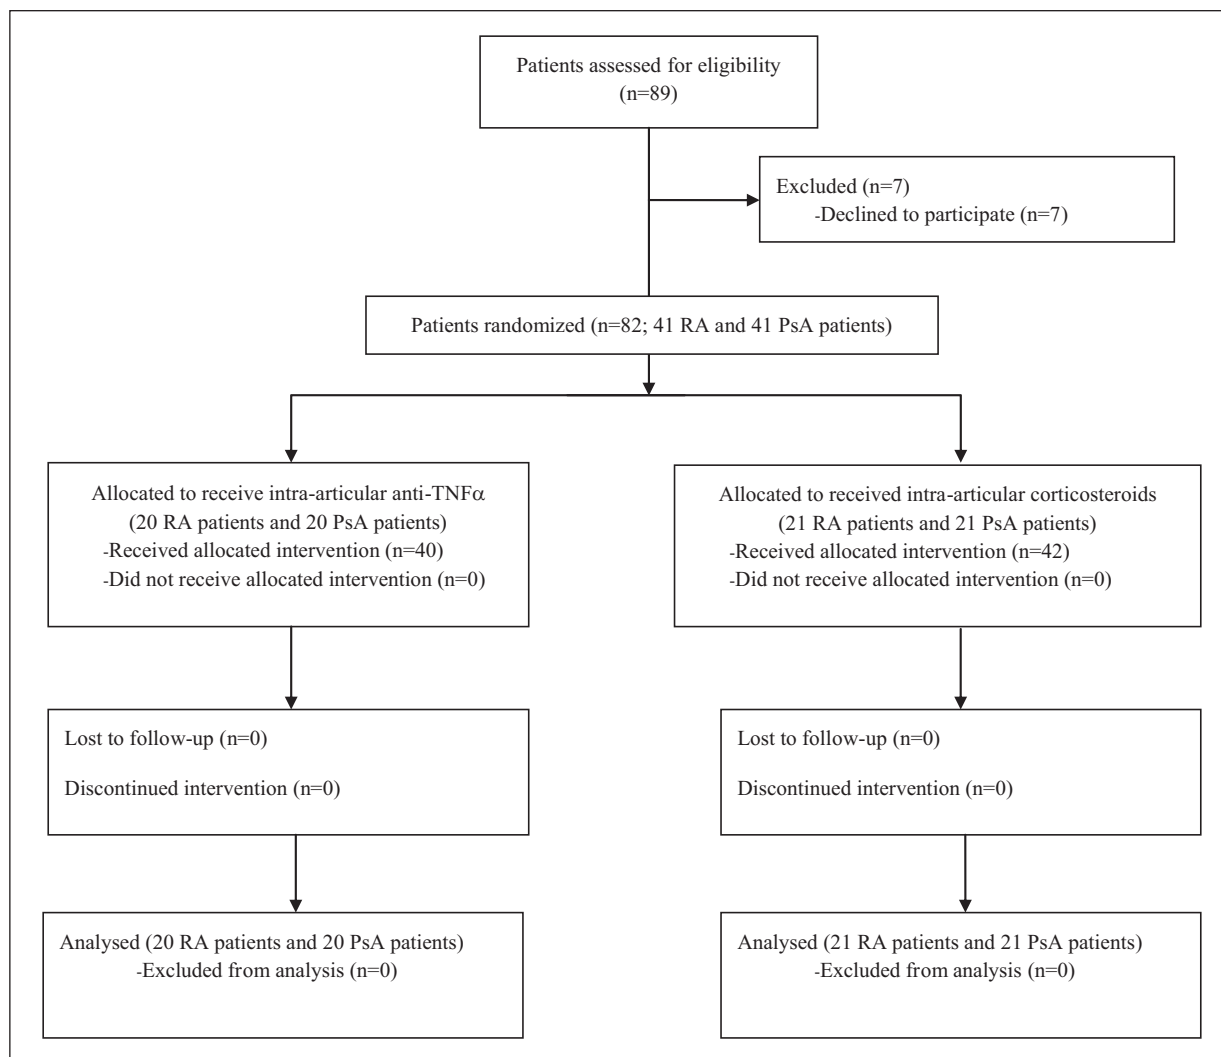 Patients assessed for eligibility
(n=89)
Excluded (n=7)
-Declined to participate (n=7)
Patients randomized (n=82; 41 RA and 41 PsA patients)
Allocated to receive intra-articular anti-TNFα
(20 RA patients and 20 PsA patients)
-Received allocated intervention (n=40)
-Did not receive allocated intervention (n=0)
Allocated to received intra-articular corticosteroids
(21 RA patients and 21 PsA patients)
-Received allocated intervention (n=42)
-Did not receive allocated intervention (n=0)
Lost to follow-up (n=0)
Discontinued intervention (n=0)
Lost to follow-up (n=0)
Discontinued intervention (n=0)
Analysed (20 RA patients and 20 PsA patients)
-Excluded from analysis (n=0)
Analysed (21 RA patients and 21 PsA patients)
-Excluded from analysis (n=0)